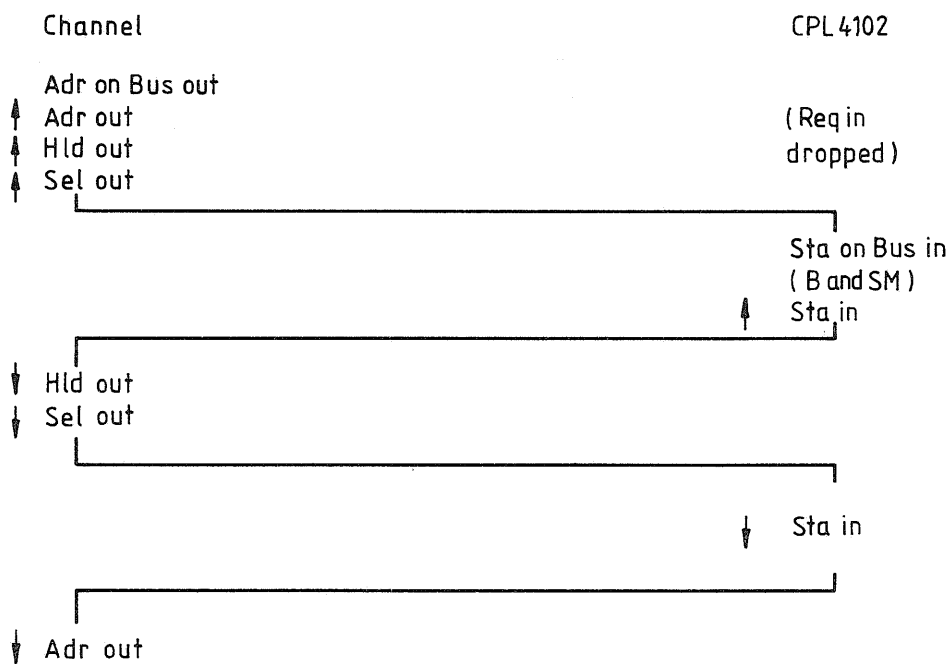 Channel CPL 4102
Adr on Bus out
Adr out
(Req in
Hld out
dropped)
Sel out
Sta on Bus in
(B and SM)
Sta in
Hld out
Sel out
Sta in
Adr out